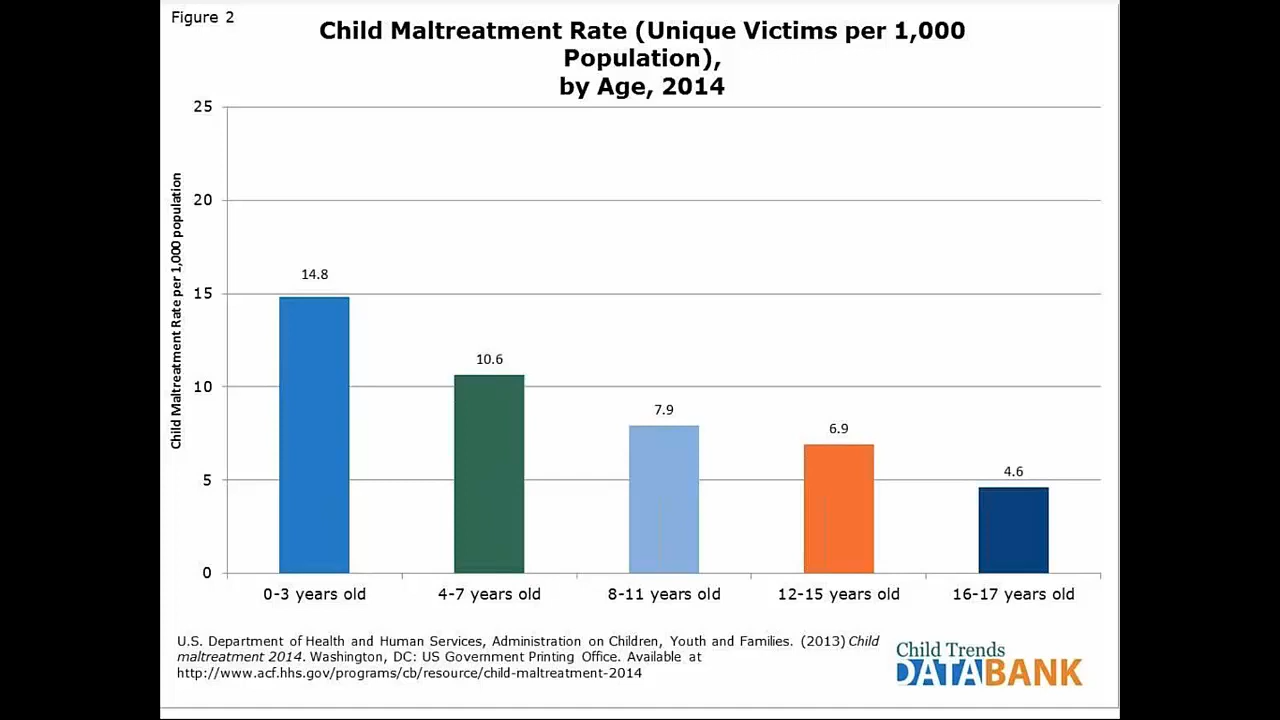 Figure 2
Child Maltreatment Rate (Unique Victims per 1,000
Population),
by Age, 2014
Child Maltreatment Rate per 1,000 population
25
20
15
10
5
0
14.8
10.6
7.9
6.9
4.6
0-3 years old
4-7 years old
8-11 years old
12-15 years old
16-17 years old
U.S. Department of Health and Human Services, Administration on Children, Youth and Families. (2013) Child
maltreatment 2014. Washington, DC: US Government Printing Office. Available at
http://www.acf.hhs.gov/programs/cb/resource/child-maltreatment-2014
Child Trends
DATABANK